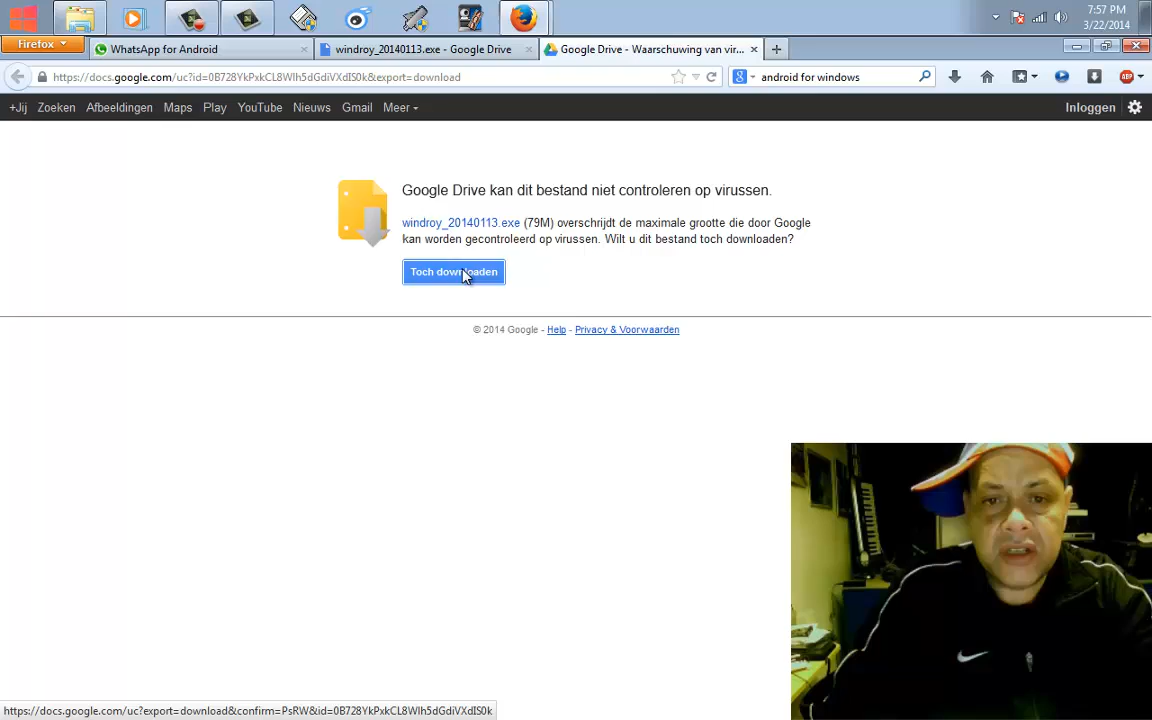 7:57 PM
3/22/2014
Firefox
WhatsApp for Android
windroy_20140113.exe - Google Drive
Google Drive - Waarschuwing van vir...
https://docs.google.com/uc?id=0B728YkPxkCL8Wlh5dGdiVXdIS0k&export=download
android for windows
+Jij Zoeken Afbeeldingen Maps Play YouTube Nieuws Gmail Meer
Inloggen
Google Drive kan dit bestand niet controleren op virussen.
windroy_20140113.exe (79M) overschrijdt de maximale grootte die door Google
kan worden gecontroleerd op virussen. Wilt u dit bestand toch downloaden?
Toch downloaden
© 2014 Google - Help - Privacy & Voorwaarden
https://docs.google.com/uc?export=download&confirm=PsRW&id=0B728YkPxkCL8Wlh5dGdiVXdIS0k